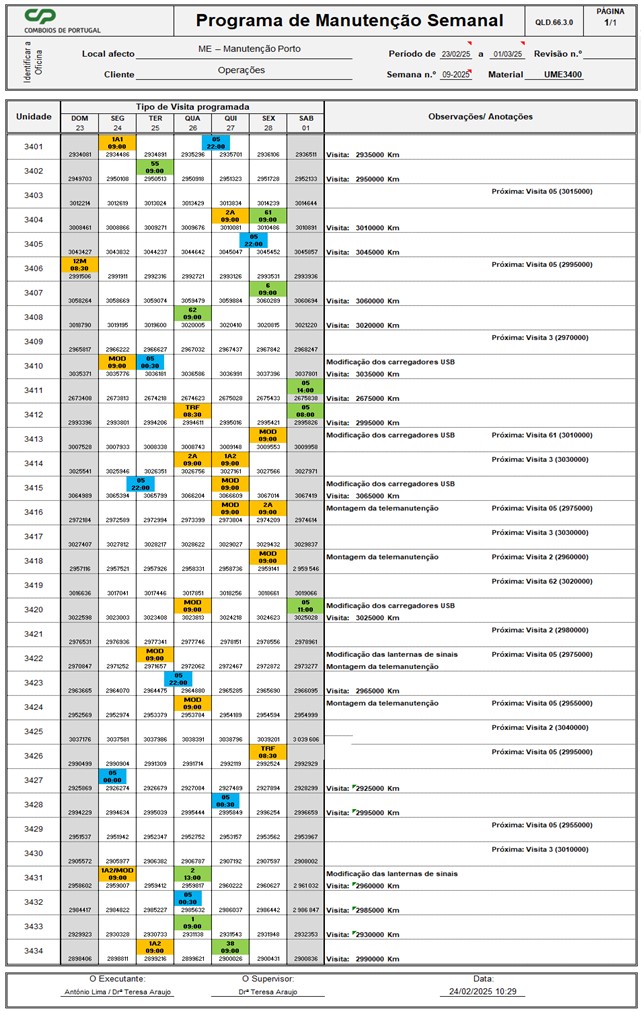 CP
COMBOIOS DE PORTUGAL
Programa de Manutenção Semanal
QLD.66.3.0
PÁGINA
1/1
Identificar a Oficina
Local afecto ME – Manutenção Porto
Período de 23/02/25 a 01/03/25 Revisão n.º
Cliente Operações
Semana n.º 09-2025 Material UME3400
Unidade Tipo de Visita programada Observações/ Anotações
DOM SEG TER QUA QUI SEX SAB
23 24 25 26 27 28 01
3401 1A1 09:00 05 22:00
2934081 2934486 2934891 2935296 2935701 2936106 2936511 Visita: 2935000 Km
3402 55 09:00
2949703 2950108 2950513 2950918 2951323 2951728 2952133 Visita: 2950000 Km
3403 Próxima: Visita 05 (3015000)
3012214 3012619 3013024 3013429 3013834 3014239 3014644
3404 2A 09:00 61 09:00
3008461 3008866 3009271 3009676 3010081 3010486 3010891 Visita: 3010000 Km
3405 05 22:00
3043427 3043832 3044237 3044642 3045047 3045452 3045857 Visita: 3045000 Km
3406 12M 00:30 Próxima: Visita 05 (2995000)
2991506 2991911 2992316 2992721 2993126 2993531 2993936
3407 6 09:00
3058264 3058669 3059074 3059479 3059884 3060289 3060694 Visita: 3060000 Km
3408 62 09:00
3018790 3019195 3019600 3020005 3020410 3020815 3021220 Visita: 3020000 Km
3409 Próxima: Visita 3 (2970000)
2965817 2966222 2966627 2967032 2967437 2967842 2968247
3410 MOD 09:00 05 00:30 Modificação dos carregadores USB
3035371 3035776 3036181 3036586 3036991 3037396 3037801 Visita: 3035000 Km
3411 05 14:00
2673408 2673813 2674218 2674623 2675028 2675433 2675838 Visita: 2675000 Km
3412 TRF 08:30 05 08:00
2993396 2993801 2994206 2994611 2995016 2995421 2995826 Visita: 2995000 Km
3413 MOD 09:00 Modificação dos carregadores USB Próxima: Visita 61 (3010000)
3007528 3007933 3008338 3008743 3009148 3009553 3009958
3414 2A 09:00 1A2 09:00 Próxima: Visita 3 (3030000)
3025541 3025946 3026351 3026756 3027161 3027566 3027971
3415 05 22:00 MOD 09:00 Modificação dos carregadores USB
3064989 3065394 3065799 3066204 3066609 3067014 3067419 Visita: 3065000 Km
3416 MOD 09:00 2A 09:00 Montagem da telemanutenção Próxima: Visita 05 (2975000)
2972184 2972589 2972994 2973399 2973804 2974209 2974614
3417 Próxima: Visita 3 (3030000)
3027407 3027812 3028217 3028622 3029027 3029432 3029837
3418 MOD 09:00 Montagem da telemanutenção Próxima: Visita 2 (2960000)
2957116 2957521 2957926 2958331 2958736 2959141 2 959 546
3419 Próxima: Visita 62 (3020000)
3016636 3017041 3017446 3017851 3018256 3018661 3019066
3420 MOD 09:00 05 11:00 Modificação dos carregadores USB
3022598 3023003 3023408 3023813 3024218 3024623 3025028 Visita: 3025000 Km
3421 Próxima: Visita 2 (2980000)
2976531 2976936 2977341 2977746 2978151 2978556 2978961
3422 MOD 09:00 Modificação das lanternas de sinais Próxima: Visita 05 (2975000)
2970847 2971252 2971657 2972062 2972467 2972872 2973277 Montagem da telemanutenção
3423 05 22:00
2963665 2964070 2964475 2964880 2965285 2965690 2966095 Visita: 2965000 Km
3424 MOD 09:00 Montagem da telemanutenção Próxima: Visita 05 (2955000)
2952569 2952974 2953379 2953784 2954189 2954594 2954999
3425 Próxima: Visita 2 (3040000)
3037176 3037581 3037986 3038391 3038796 3039201 3 039 606
3426 TRF 08:30 Próxima: Visita 05 (2995000)
2990499 2990904 2991309 2991714 2992119 2992524 2992929
3427 05 00:00
2925869 2926274 2926679 2927084 2927489 2927894 2928299 Visita: 2925000 Km
3428 05 00:30
2994229 2994634 2995039 2995444 2995849 2996254 2996659 Visita: 2995000 Km
3429 Próxima: Visita 05 (2955000)
2951537 2951942 2952347 2952752 2953157 2953562 2953967
3430 Próxima: Visita 3 (3010000)
2905572 2905977 2906382 2906787 2907192 2907597 2908002
3431 1A2/MOD 09:00 2 13:00 Modificação das lanternas de sinais
2958602 2959007 2959412 2959817 2960222 2960627 2 961 032 Visita: 2960000 Km
3432 05 00:30
2984417 2984822 2985227 2985632 2986037 2986442 2 986 847 Visita: 2985000 Km
3433 1 09:00
2929923 2930328 2930733 2931138 2931543 2931948 2932353 Visita: 2930000 Km
3434 1A2 09:00 38 09:00
2898406 2898811 2899216 2899621 2900026 2900431 2900836 Visita: 2990000 Km
O Executante: O Supervisor: Data:
António Lima / Drª Teresa Araujo Drª Teresa Araujo 24/02/2025 10:29